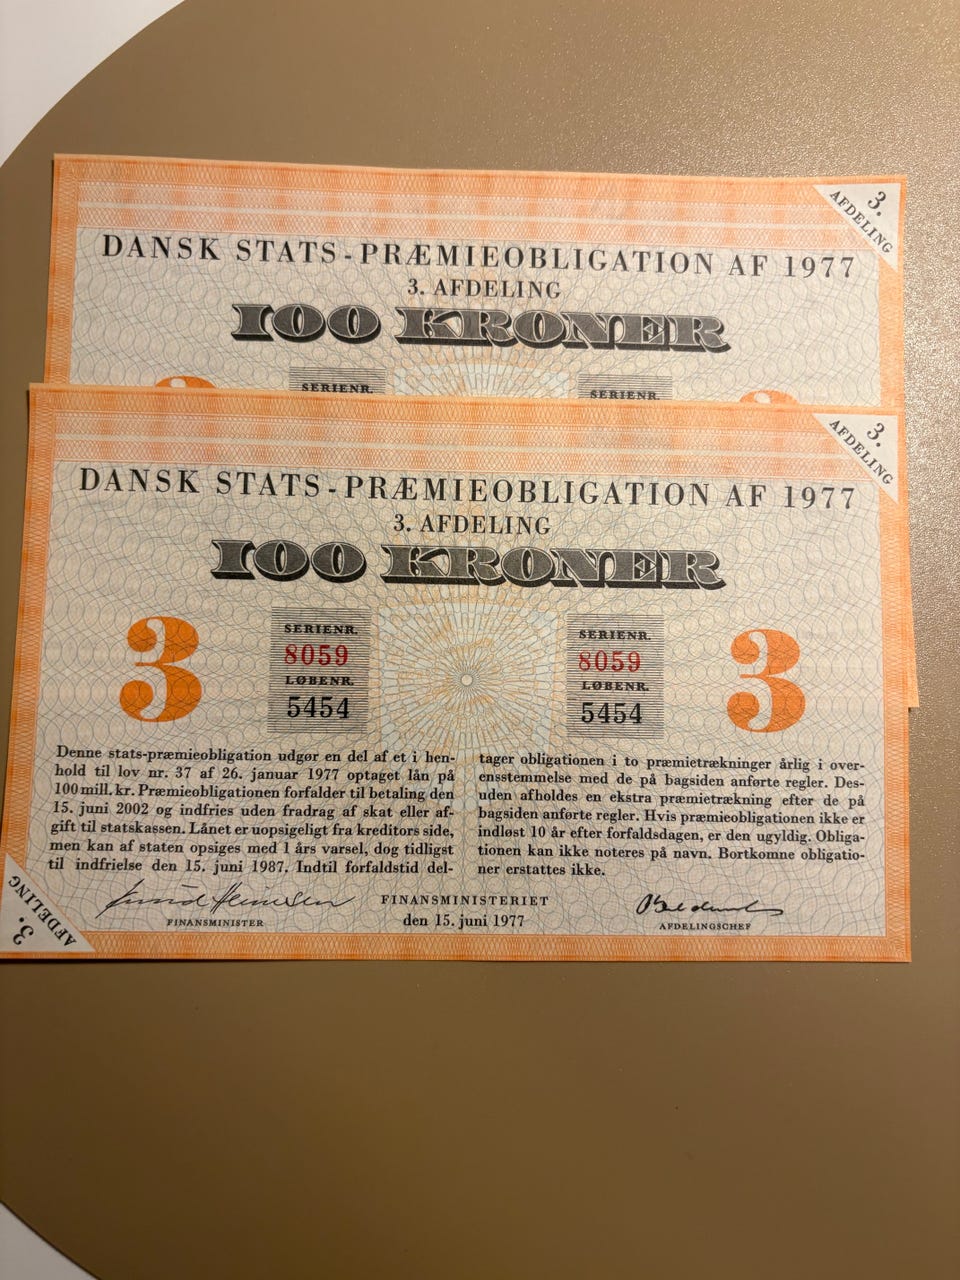 3.
AFDELING
DANSK STATS-PRÆMIEOBLIGATION AF 1977
3. AFDELING
100 KRONER
SERIENR.
SERIENR.
3.
AFDELING
DANSK STATS-PRÆMIEOBLIGATION AF 1977
3. AFDELING
100 KRONER
3
SERIENR.
8059
LØBENR.
5454
SERIENR.
8059
LØBENR.
5454
3
Denne stats-præmieobligation udgør en del af et i hen-
hold til lov nr. 37 af 26. januar 1977 optaget lån på
100 mill. kr. Præmieobligationen forfalder til betaling den
15. juni 2002 og indfries uden fradrag af skat eller af-
gift til statskassen. Lånet er uopsigeligt fra kreditors side,
men kan af staten opsiges med 1 års varsel, dog tidligst
til indfrielse den 15. juni 1987. Indtil forfaldstid del-
tager obligationen i to præmietrækninger årlig i over-
ensstemmelse med de på bagsiden anførte regler. Des-
uden afholdes en ekstra præmietrækning efter de på
bagsiden anførte regler. Hvis præmieobligationen ikke er
indløst 10 år efter forfaldsdagen, er den ugyldig. Obliga-
tionen kan ikke noteres på navn. Bortkomne obligatio-
ner erstattes ikke.
FINANSMINISTER
FINANSMINISTERIET
den 15. juni 1977
AFDELINGSCHEF
3.
AFDELING